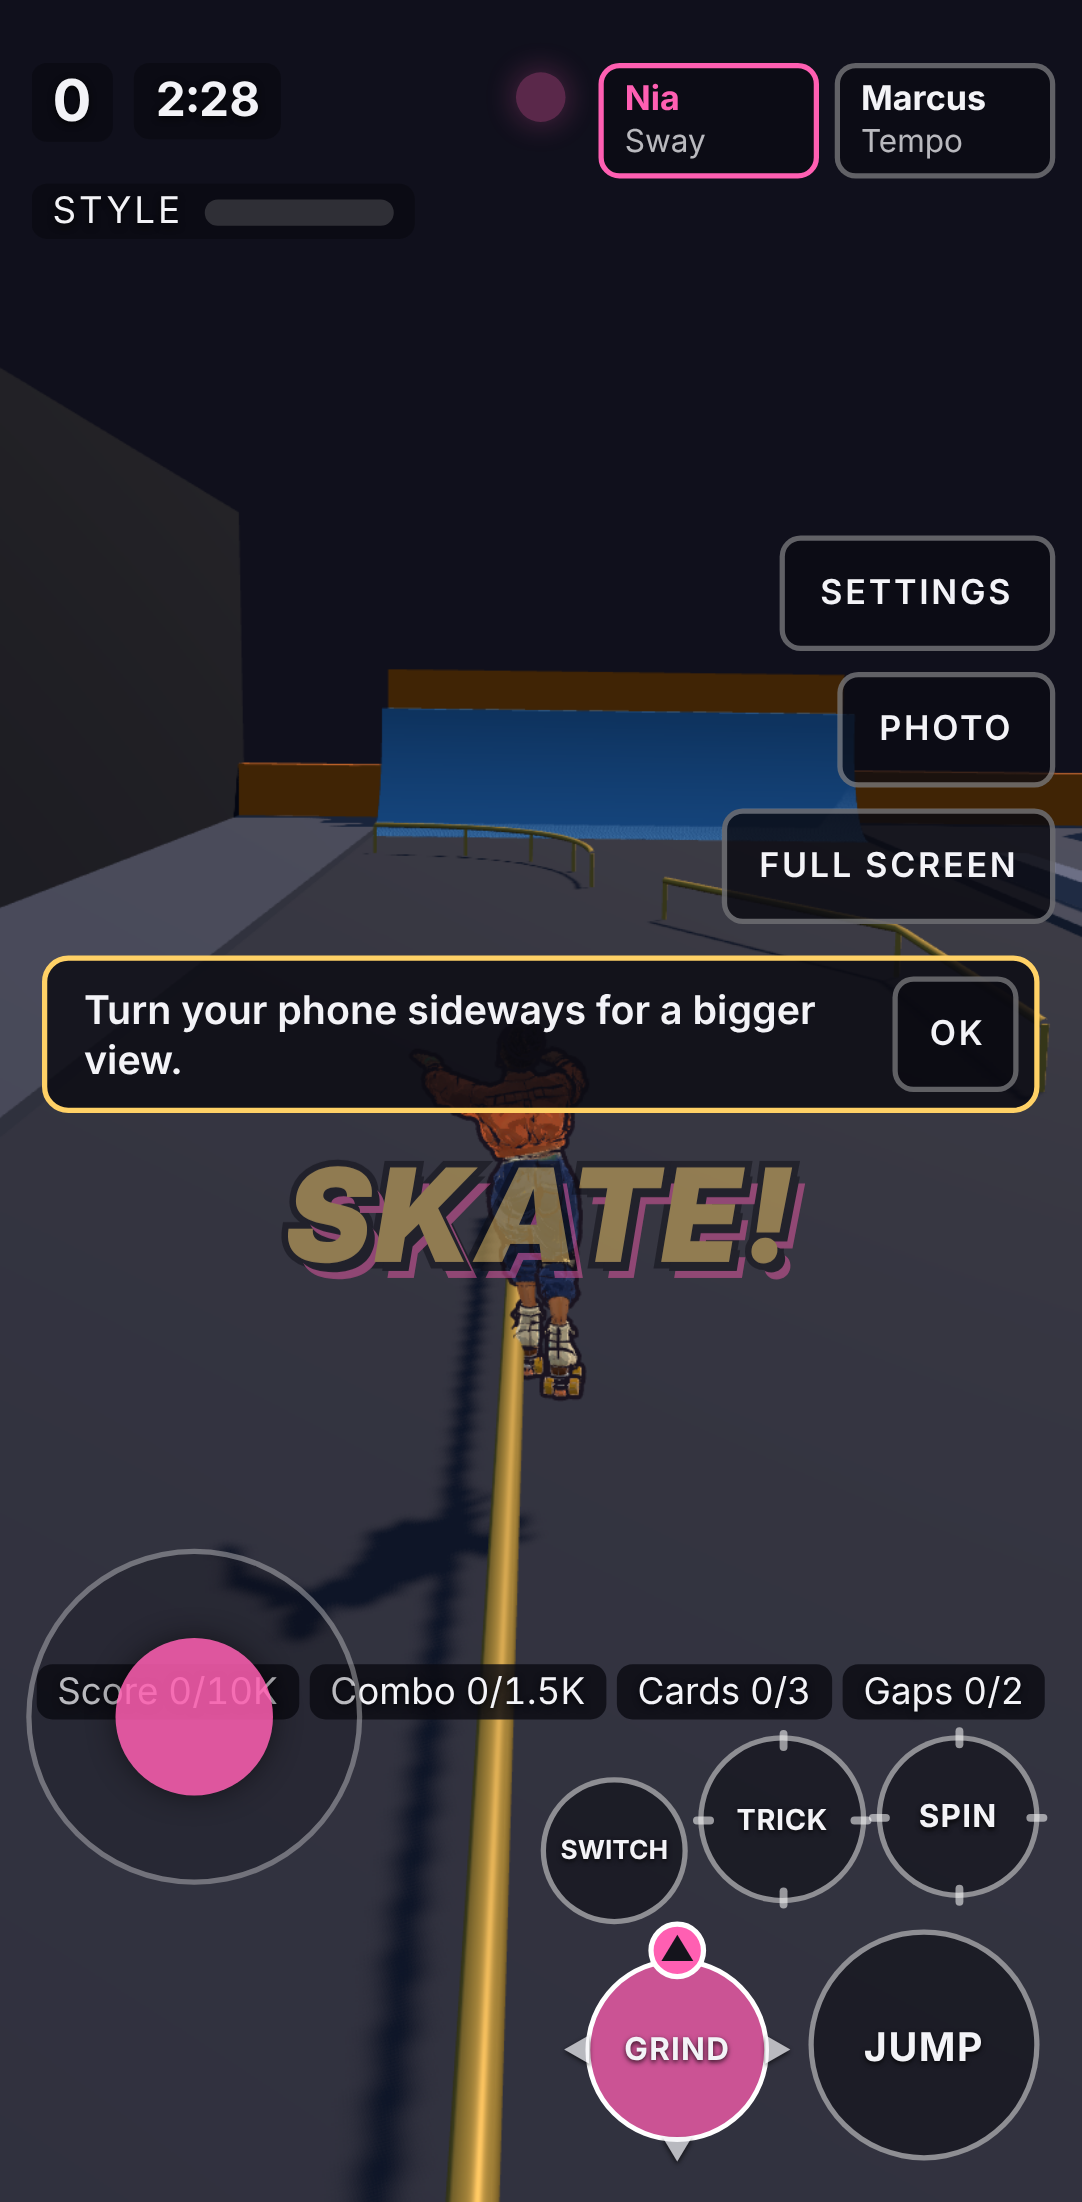 0
2:28
Nia
Sway
Marcus
Tempo
STYLE
SETTINGS
PHOTO
FULL SCREEN
Turn your phone sideways for a bigger
view.
OK
SKATE!
Score 0/10K
Combo 0/1.5K
Cards 0/3
Gaps 0/2
SWITCH
TRICK
SPIN
GRIND
JUMP